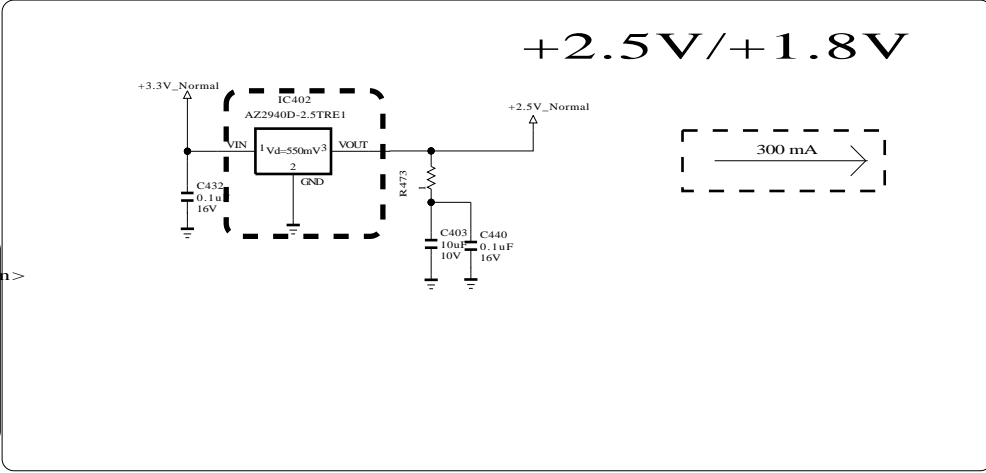 +2.5V/+1.8V
+3.3V_Normal
IC402
AZ2940D-2.5TRE1
+2.5V_Normal
VIN
1
Vd=550mV
3
VOUT
2
GND
300 mA
C432
0.1uF
16V
R473
1
C403
10uF
10V
C440
0.1uF
16V
n>